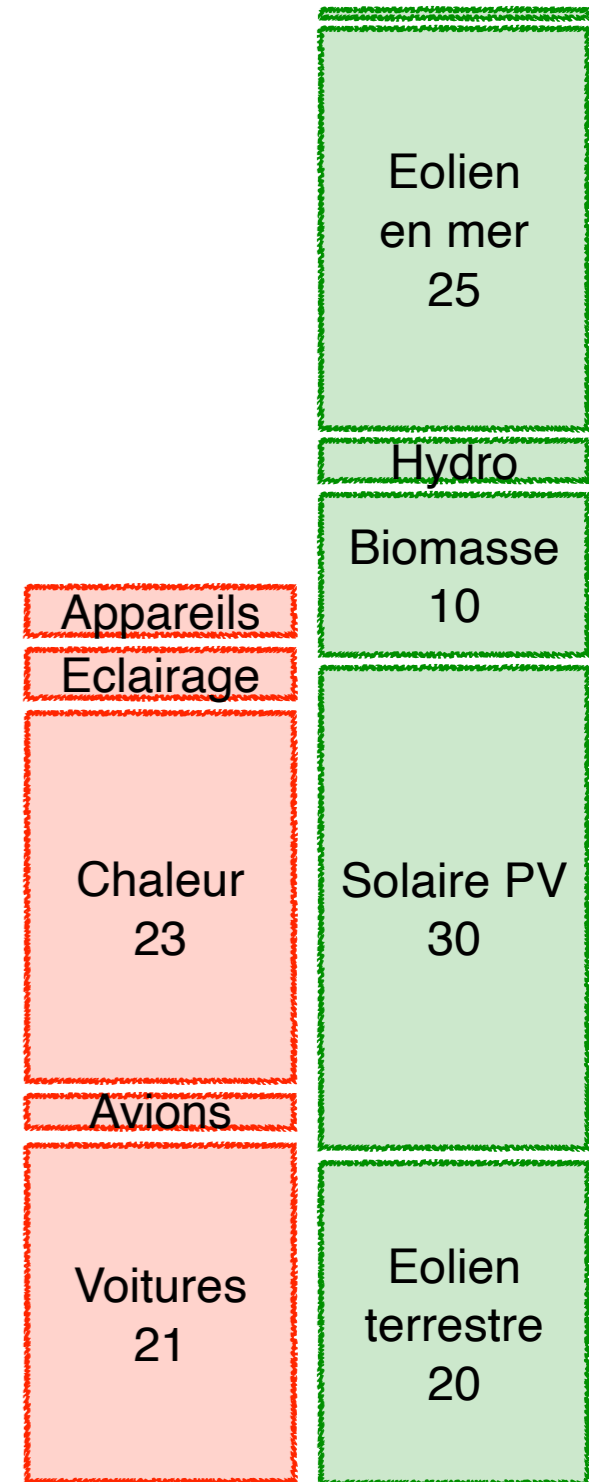 Eolien
en mer
25
Hydro
Biomasse
10
Appareils
Eclairage
Chaleur
23
Solaire PV
30
Avions
Voitures
21
Eolien
terrestre
20